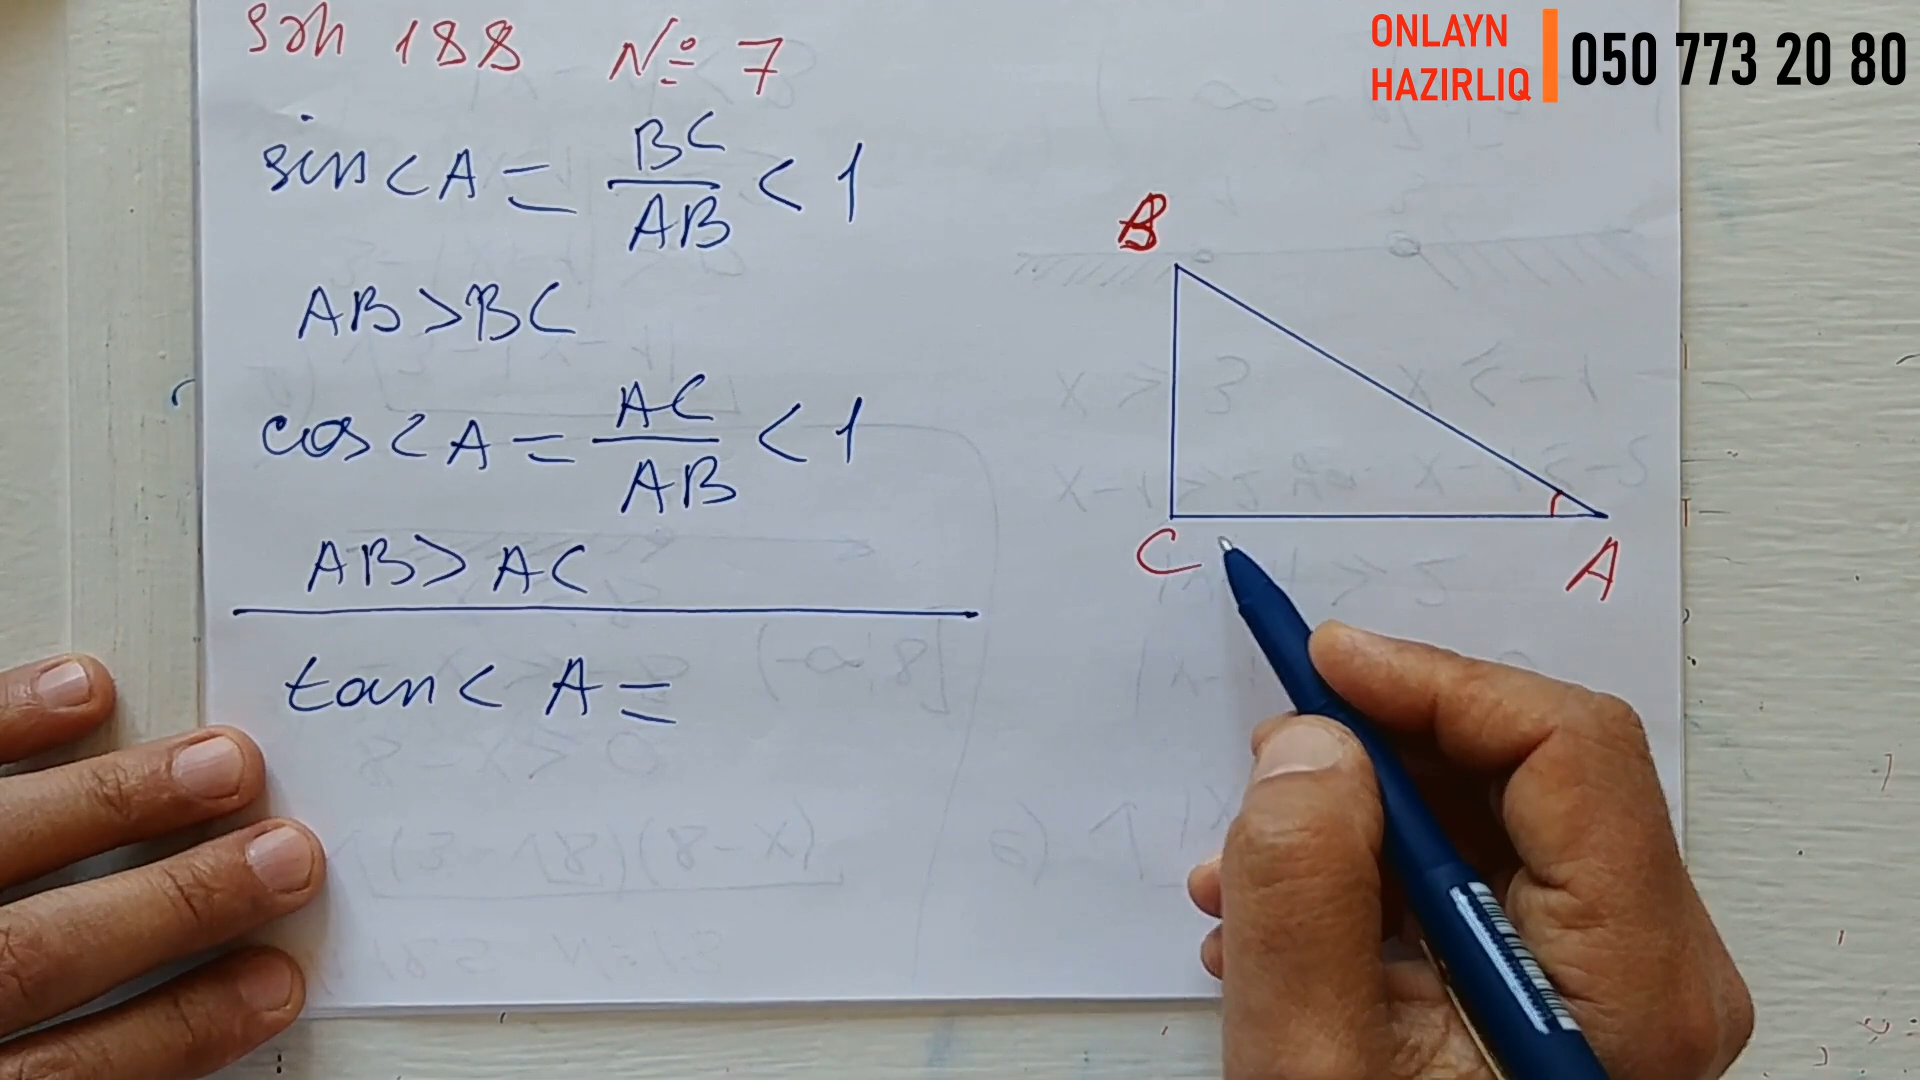 ONLAYN
HAZIRLIQ
050 773 20 80
Səh 188 № 7
sin<A = BC/AB < 1
AB>BC
cos<A = AC/AB < 1
AB>AC
tan<A =
B
C
A